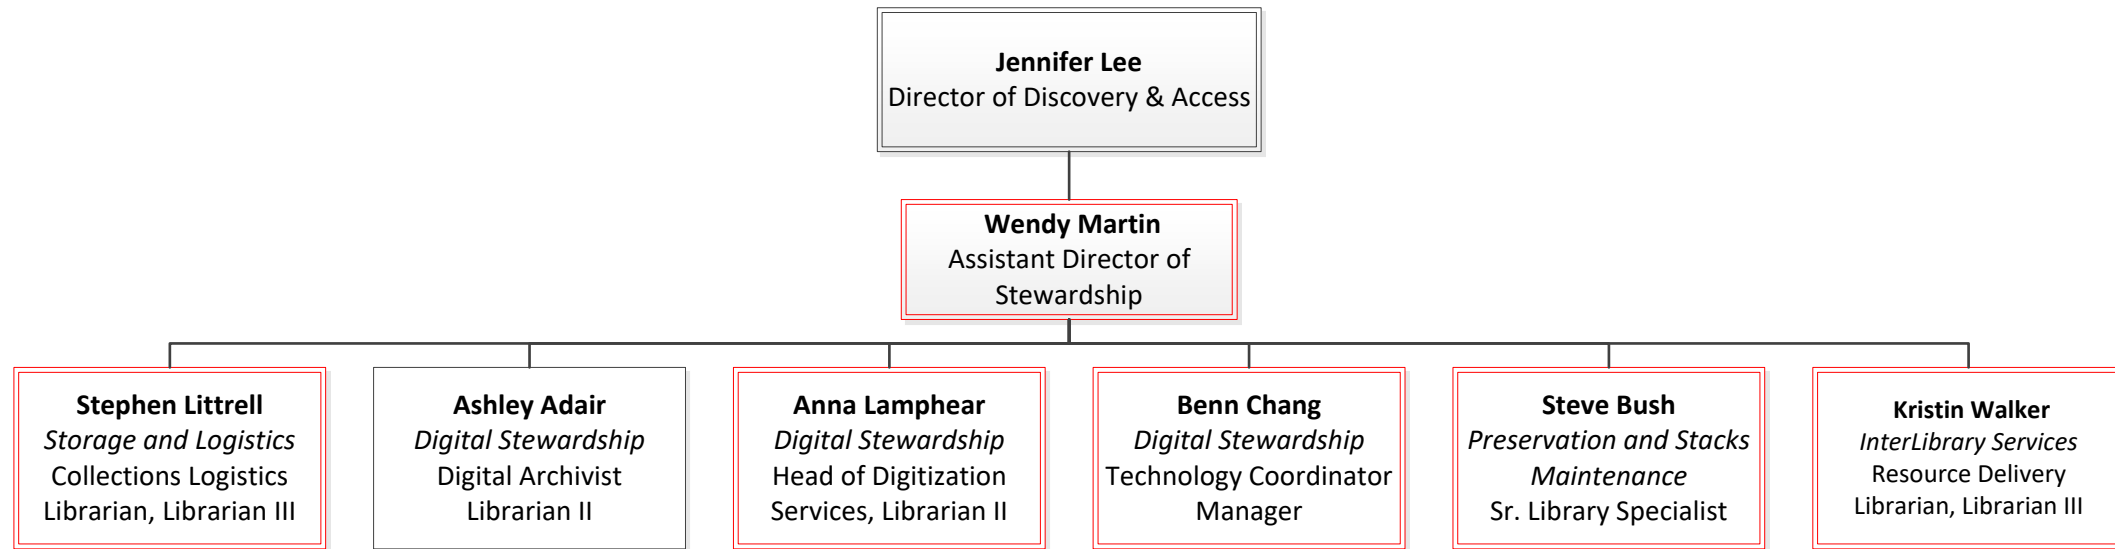 Jennifer Lee
Director of Discovery & Access
Wendy Martin
Assistant Director of
Stewardship
Stephen Littrell
Storage and Logistics
Collections Logistics
Librarian, Librarian III
Ashley Adair
Digital Stewardship
Digital Archivist
Librarian II
Anna Lamphear
Digital Stewardship
Head of Digitization
Services, Librarian II
Benn Chang
Digital Stewardship
Technology Coordinator
Manager
Steve Bush
Preservation and Stacks
Maintenance
Sr. Library Specialist
Kristin Walker
InterLibrary Services
Resource Delivery
Librarian, Librarian III